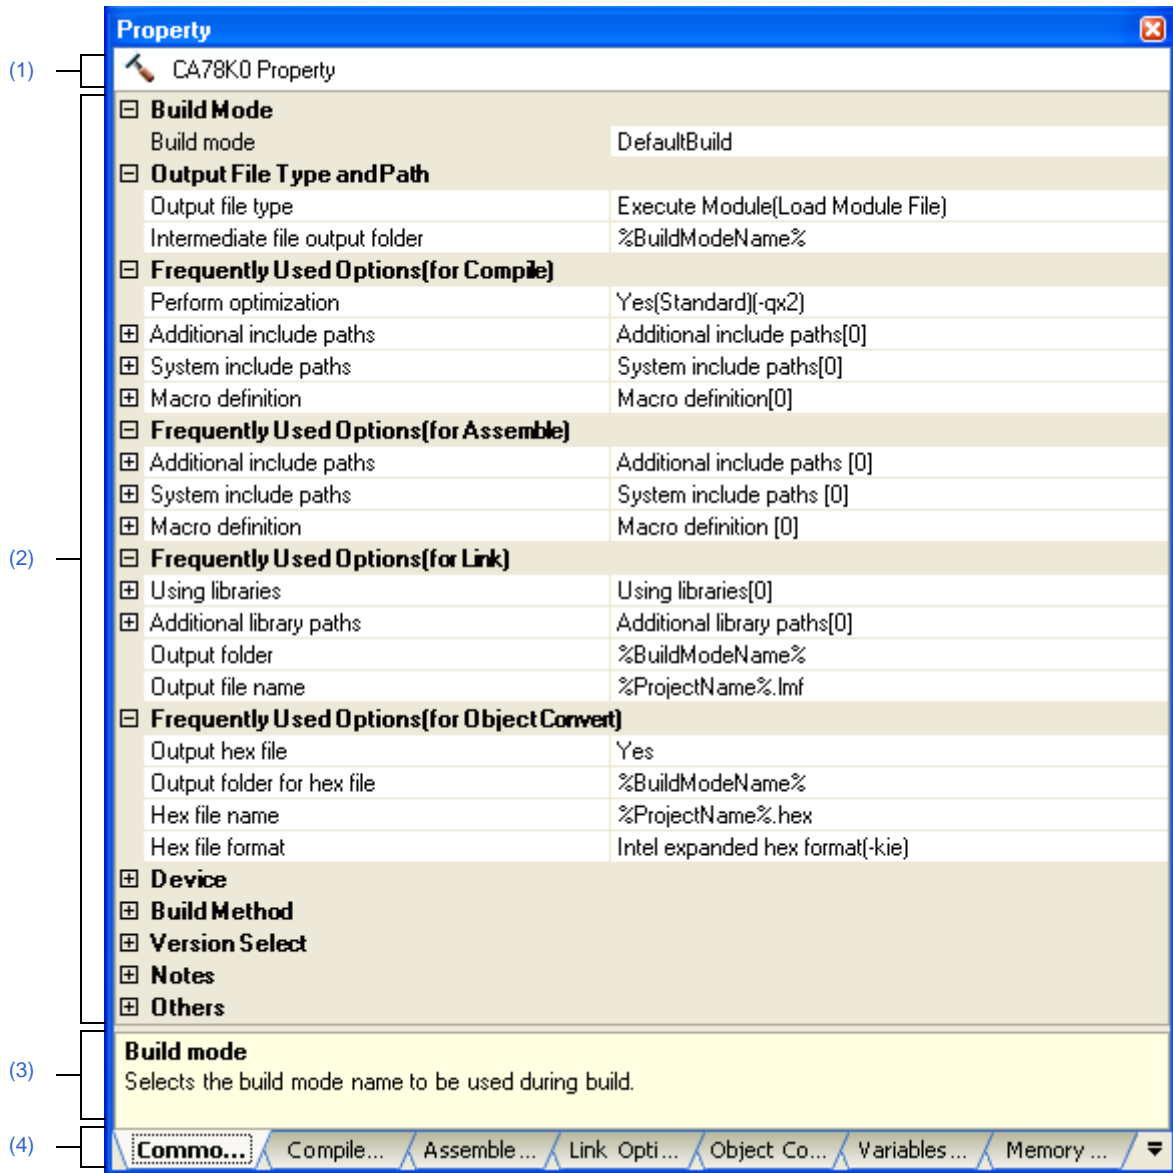 Property
(1)
CA78K0 Property
Build Mode
Build mode DefaultBuild
Output File Type and Path
Output file type Execute Module(Load Module File)
Intermediate file output folder %BuildModeName%
Frequently Used Options(for Compile)
Perform optimization Yes(Standard)(-qx2)
Additional include paths Additional include paths[0]
System include paths System include paths[0]
Macro definition Macro definition[0]
Frequently Used Options(for Assemble)
Additional include paths Additional include paths [0]
System include paths System include paths [0]
Macro definition Macro definition [0]
(2)
Frequently Used Options(for Link)
Using libraries Using libraries[0]
Additional library paths Additional library paths[0]
Output folder %BuildModeName%
Output file name %ProjectName%.lmf
Frequently Used Options(for Object Convert)
Output hex file Yes
Output folder for hex file %BuildModeName%
Hex file name %ProjectName%.hex
Hex file format Intel expanded hex format(-kie)
Device
Build Method
Version Select
Notes
Others
(3)
Build mode
Selects the build mode name to be used during build.
(4)
Commo... Compile... Assemble... Link Opti... Object Co... Variables... Memory ...